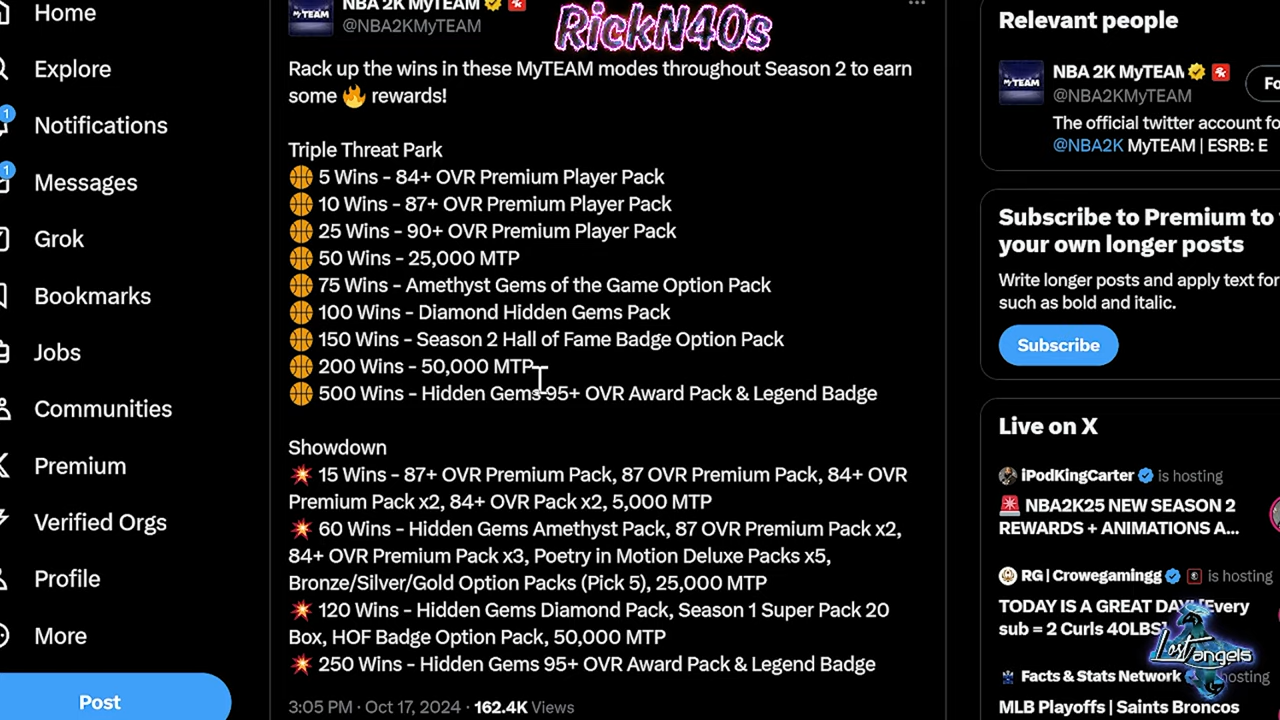 Home
Explore
Notifications
1
Messages
1
Grok
Bookmarks
Jobs
Communities
Premium
Verified Orgs
Profile
More
Post
RickN40s
MyTEAM
NBA 2K MyTEAM
@NBA2KMyTEAM
Rack up the wins in these MyTEAM modes throughout Season 2 to earn
some 🔥 rewards!
Triple Threat Park
🏀 5 Wins - 84+ OVR Premium Player Pack
🏀 10 Wins - 87+ OVR Premium Player Pack
🏀 25 Wins - 90+ OVR Premium Player Pack
🏀 50 Wins - 25,000 MTP
🏀 75 Wins - Amethyst Gems of the Game Option Pack
🏀 100 Wins - Diamond Hidden Gems Pack
🏀 150 Wins - Season 2 Hall of Fame Badge Option Pack
🏀 200 Wins - 50,000 MTP
🏀 500 Wins - Hidden Gems 95+ OVR Award Pack & Legend Badge
Showdown
💥 15 Wins - 87+ OVR Premium Pack, 87 OVR Premium Pack, 84+ OVR
Premium Pack x2, 84+ OVR Pack x2, 5,000 MTP
💥 60 Wins - Hidden Gems Amethyst Pack, 87 OVR Premium Pack x2,
84+ OVR Premium Pack x3, Poetry in Motion Deluxe Packs x5,
Bronze/Silver/Gold Option Packs (Pick 5), 25,000 MTP
💥 120 Wins - Hidden Gems Diamond Pack, Season 1 Super Pack 20
Box, HOF Badge Option Pack, 50,000 MTP
💥 250 Wins - Hidden Gems 95+ OVR Award Pack & Legend Badge
3:05 PM · Oct 17, 2024 · 162.4K Views
Relevant people
NBA 2K MyTEAM
Fo
@NBA2KMyTEAM
The official twitter account fo
@NBA2K MyTEAM | ESRB: E
Subscribe to Premium to
your own longer posts
Write longer posts and apply text for
such as bold and italic.
Subscribe
Live on X
iPodKingCarter is hosting
🚨 NBA2K25 NEW SEASON 2
REWARDS + ANIMATIONS A...
RG | Crowegamingg is hosting
TODAY IS A GREAT DAY! [Every
sub = 2 Curls 40LBS]
Lost angels
Facts & Stats Network hosting
MLB Playoffs | Saints Broncos